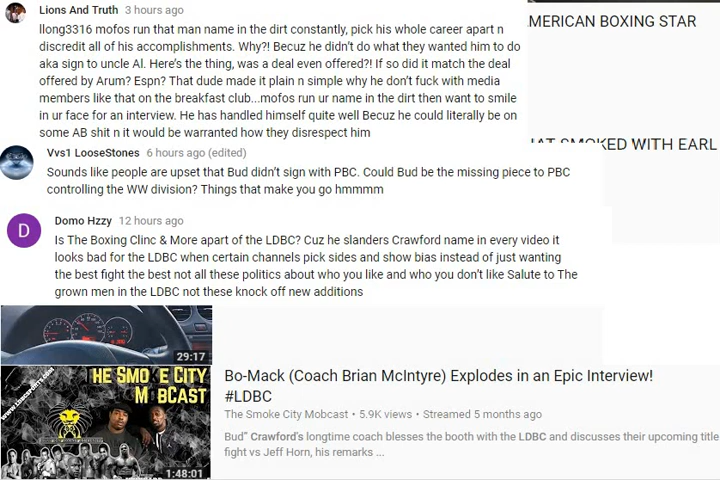 Lions And Truth 3 hours ago
llong3316 mofos run that man name in the dirt constantly, pick his whole career apart n
discredit all of his accomplishments. Why?! Becuz he didn't do what they wanted him to do
aka sign to uncle Al. Here's the thing, was a deal even offered?! If so did it match the deal
offered by Arum? Espn? That dude made it plain n simple why he don't fuck with media
members like that on the breakfast club...mofos run ur name in the dirt then want to smile
in ur face for an interview. He has handled himself quite well Becuz he could literally be on
some AB shit n it would be warranted how they disrespect him
MERICAN BOXING STAR
SMOKED WITH EARL
Vvs1 LooseStones 6 hours ago (edited)
Sounds like people are upset that Bud didn't sign with PBC. Could Bud be the missing piece to PBC
controlling the WW division? Things that make you go hmmmm
D
Domo Hzzy 12 hours ago
Is The Boxing Clinc & More apart of the LDBC? Cuz he slanders Crawford name in every video it
looks bad for the LDBC when certain channels pick sides and show bias instead of just wanting
the best fight the best not all these politics about who you like and who you don't like Salute to The
grown men in the LDBC not these knock off new additions
29:17
HE SMO E CITY
M BCAST
1:48:01
Bo-Mack (Coach Brian McIntyre) Explodes in an Epic Interview!
#LDBC
The Smoke City Mobcast • 5.9K views • Streamed 5 months ago
Bud" Crawford's longtime coach blesses the booth with the LDBC and discusses their upcoming title
fight vs Jeff Horn, his remarks ...